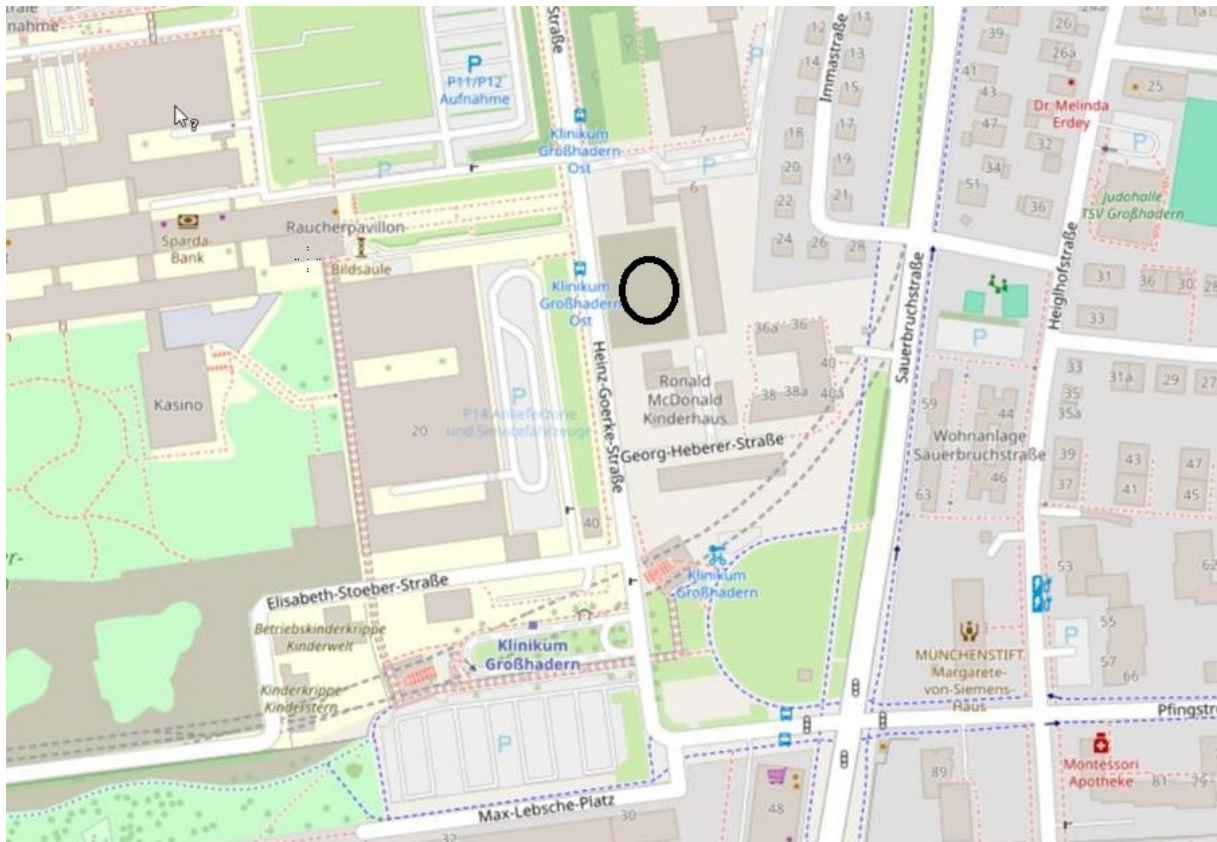 nahme
Straße
P
P11/P12
Aufnahme
Klinikum
Großhadern
Ost
P
7
P
6
12
11
14
13
15
18
17
20
19
22
21
24
26
28
Immastraße
39
26
26a
41
43
47
32
34
51
36
Dr. Melinda
Erdey
25
P
Judohalle
TSV Großhadern
Sparda-
Bank
Raucherpavillon
Bildsäule
Klinikum
Großhadern
Ost
Heinz-Goerke-Straße
Sauerbruchstraße
Heiglhofstraße
31
36
30
28
33
P
36a
36
40
38
38a
40a
Ronald
McDonald
Kinderhaus
Kasino
20
P
P14 Anlieferzone
und Servicefahrzeuge
Georg-Heberer-Straße
59
44
Wohnanlage
Sauerbruchstraße
46
63
33
35
35a
31a
29
27
39
37
43
41
47
45
40
Klinikum
Großhadern
Elisabeth-Stoeber-Straße
Betriebskinderkrippe
Kinderwelt
Klinikum
Großhadern
Kinderkrippe
Kinderstern
P
53
62
55
P
57
66
MÜNCHENSTIFT
Margarete-
von-Siemens-
Haus
Pfingstr
Montessori
Apotheke
89
81
79
48
Max-Lebsche-Platz
30
32